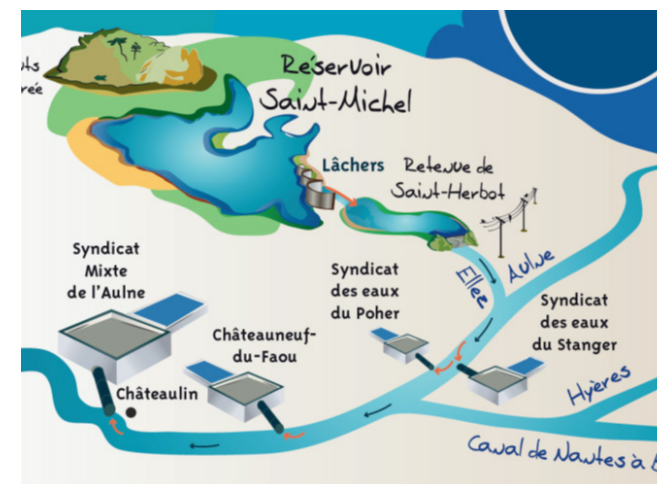 Réservoir
Saint-Michel
Lâchers
Retenue de
Saint-Herbot
Syndicat
Mixte
de l'Aulne
Syndicat
des eaux
du Poher
Ellez
Aulne
Syndicat
des eaux
du Stanger
Châteauneuf-
du-Faou
Châteaulin
Hyères
Canal de Nantes à